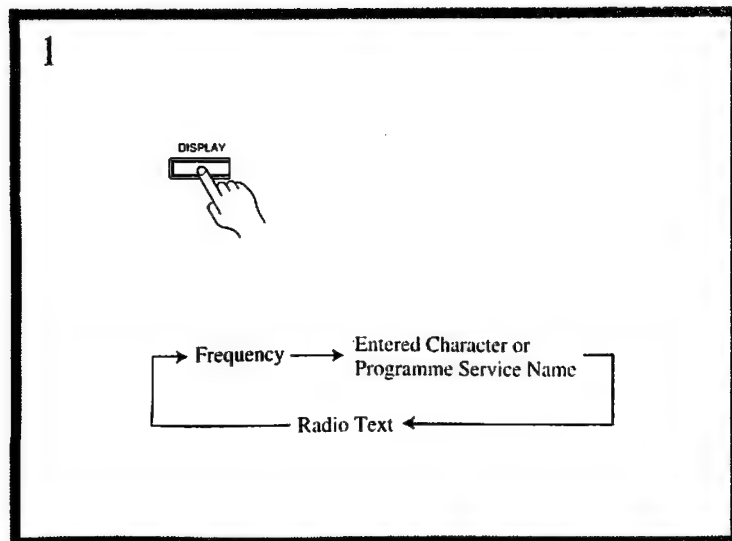 1
DISPLAY
Frequency
Entered Character or
Programme Service Name
Radio Text